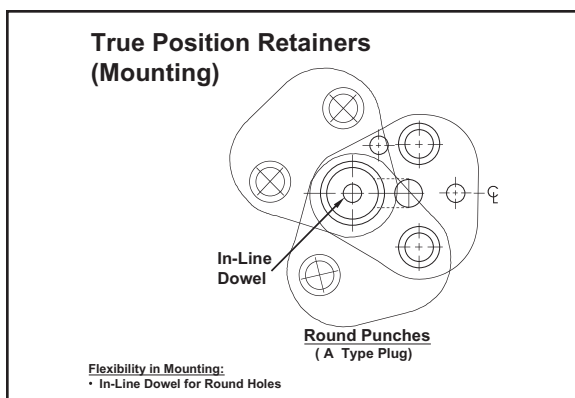 True Position Retainers
(Mounting)
℄
In-Line
Dowel
Round Punches
( A Type Plug)
Flexibility in Mounting:
• In-Line Dowel for Round Holes